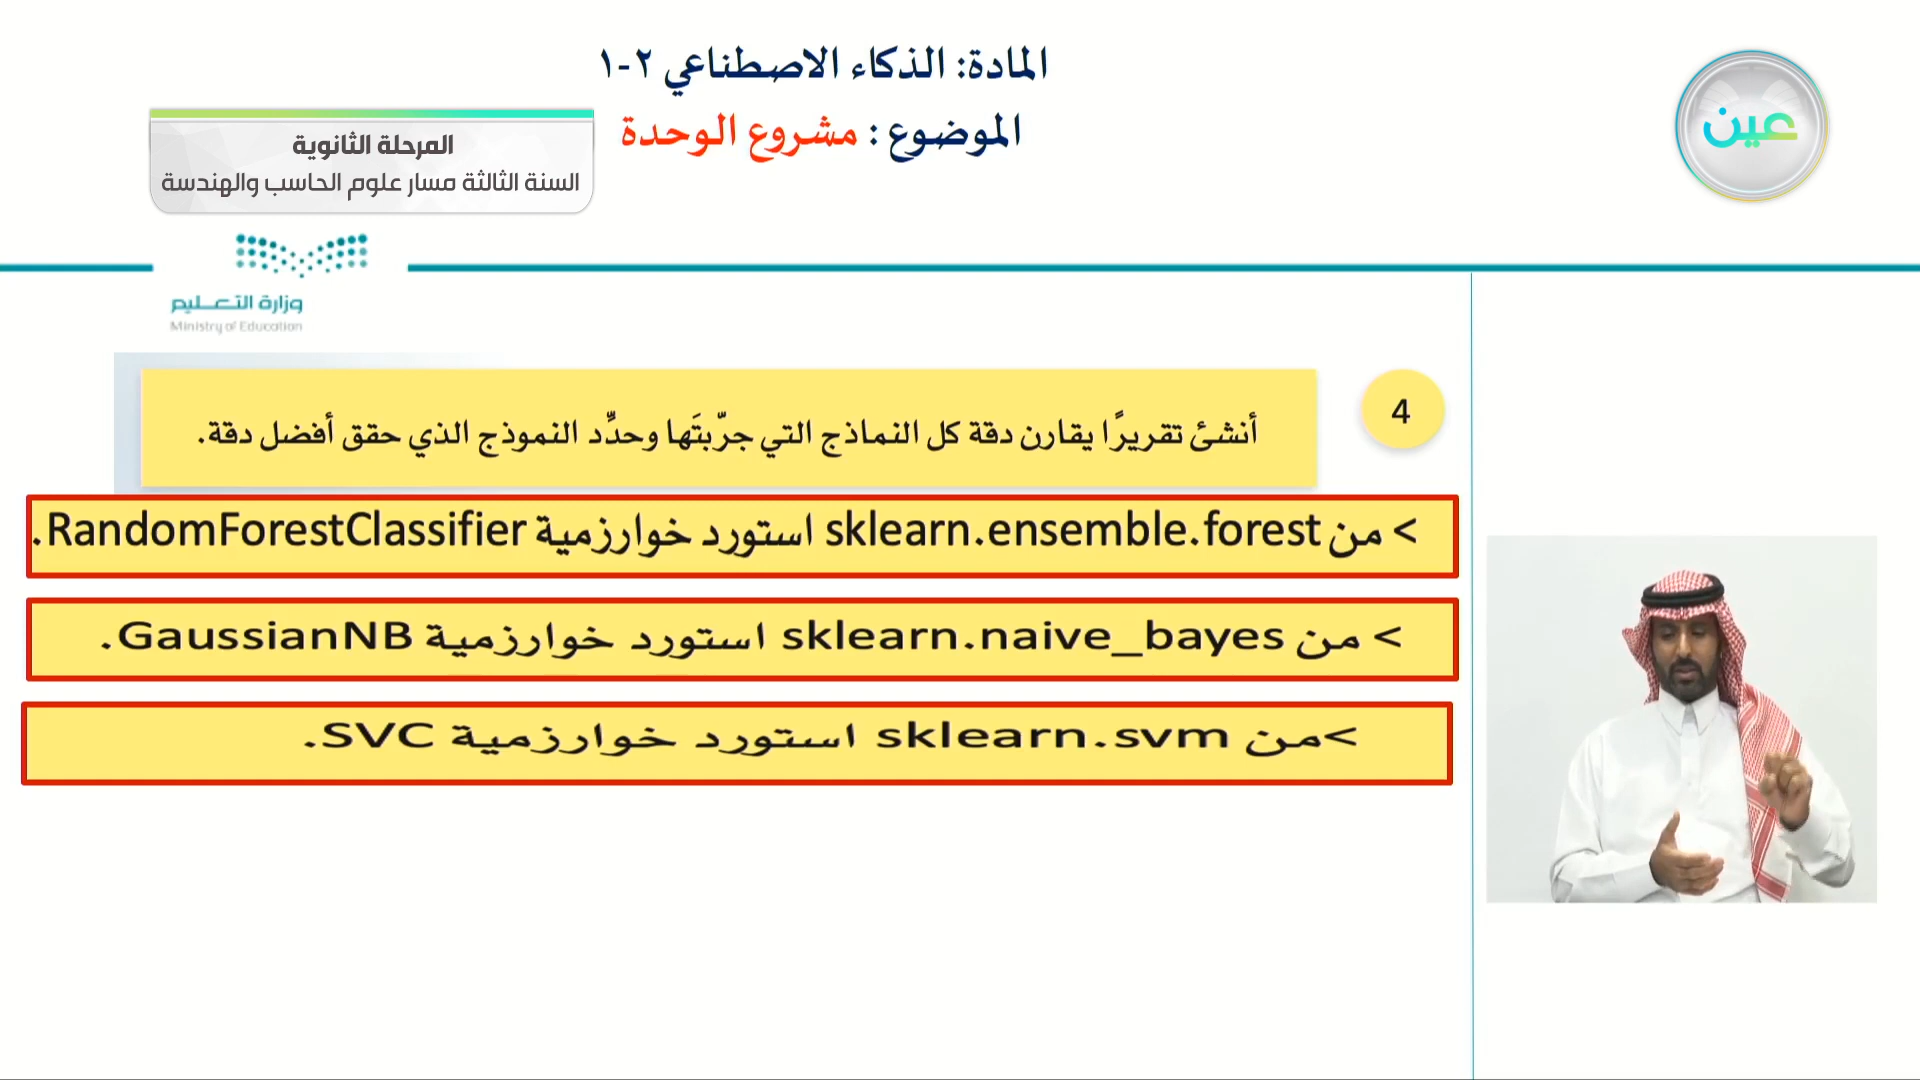 المادة: الذكاء الاصطناعي ٢-١
الموضوع : مشروع الوحدة
عين
المرحلة الثانوية
السنة الثالثة مسار علوم الحاسب والهندسة
وزارة التعليم
Ministry of Education
4
أنشئ تقريرًا يقارن دقة كل النماذج التي جرّبتَها وحدِّد النموذج الذي حقق أفضل دقة.
> من sklearn.ensemble.forest استورد خوارزمية RandomForestClassifier.
> من sklearn.naive_bayes استورد خوارزمية GaussianNB.
>من sklearn.svm استورد خوارزمية SVC.